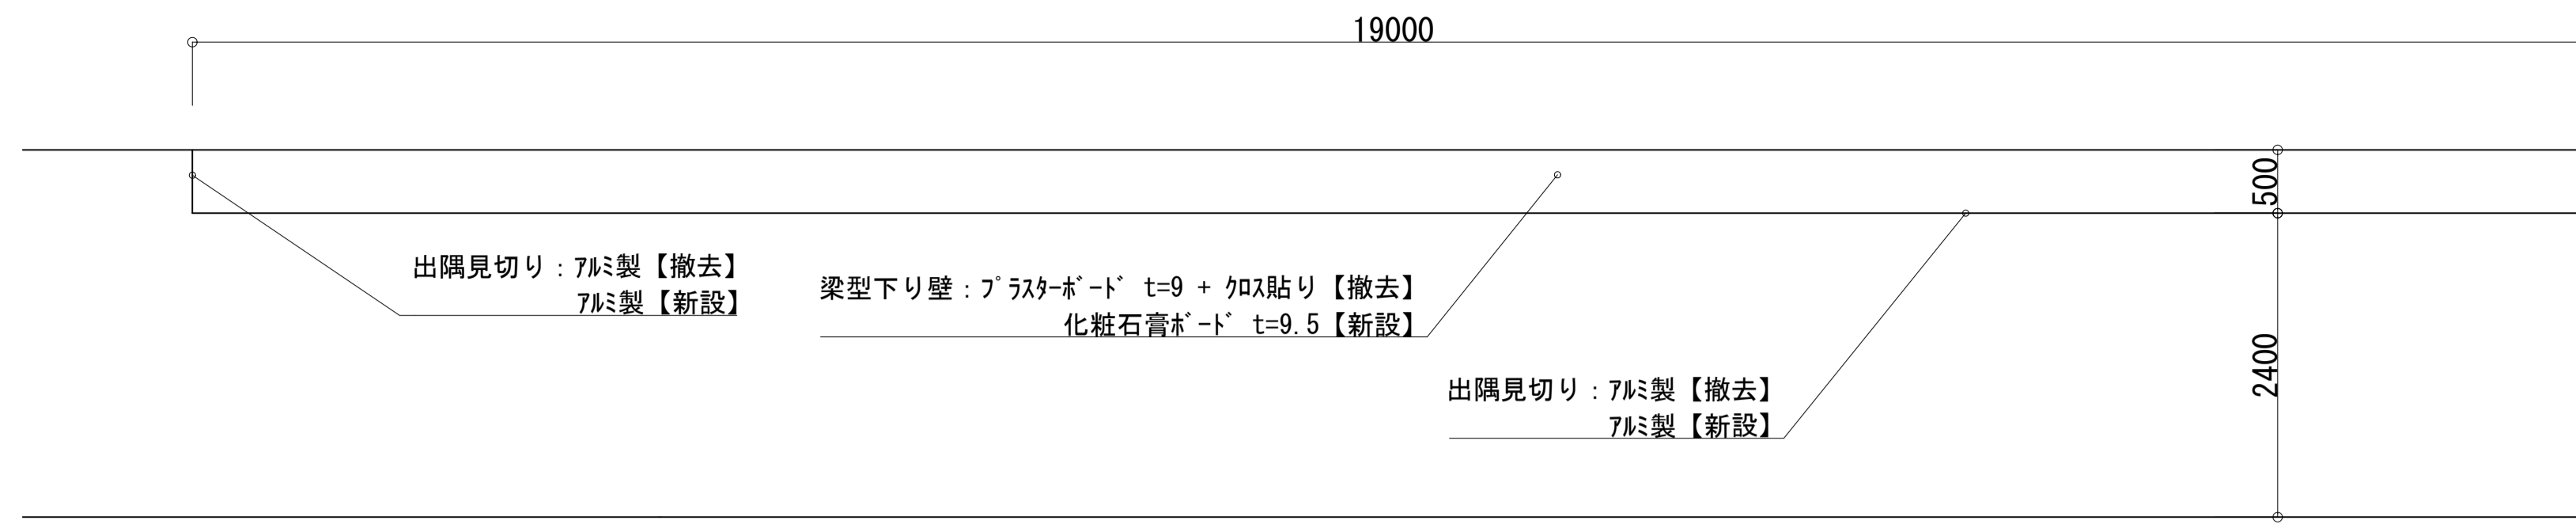 19000
500
出隅見切り：ｱﾙﾐ製【撤去】
ｱﾙﾐ製【新設】
梁型下り壁：ﾌﾟﾗｽﾀｰﾎﾞｰﾄﾞ t=9 + ｸﾛｽ貼り【撤去】
化粧石膏ﾎﾞｰﾄﾞ t=9.5【新設】
2400
出隅見切り：ｱﾙﾐ製【撤去】
ｱﾙﾐ製【新設】